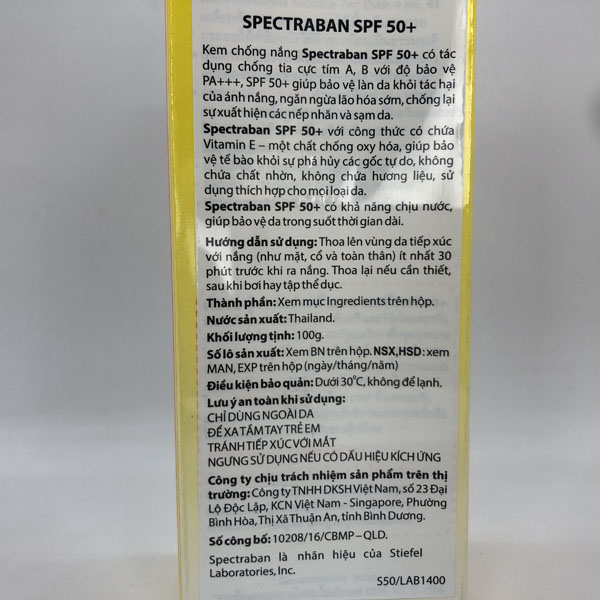 SPECTRABAN SPF 50+
Kem chống nắng Spectraban SPF 50+ có tác
dụng chống tia cực tím A, B với độ bảo vệ
PA+++, SPF 50+ giúp bảo vệ làn da khỏi tác hại
của ánh nắng, ngăn ngừa lão hóa sớm, chống lại
sự xuất hiện các nếp nhăn và sạm da.
Spectraban SPF 50+ với công thức có chứa
Vitamin E – một chất chống oxy hóa, giúp bảo
vệ tế bào khỏi sự phá hủy các gốc tự do, không
chứa chất nhờn, không chứa hương liệu, sử
dụng thích hợp cho mọi loại da.
Spectraban SPF 50+ có khả năng chịu nước,
giúp bảo vệ da trong suốt thời gian dài.
Hướng dẫn sử dụng: Thoa lên vùng da tiếp xúc
với nắng (như mặt, cổ và toàn thân) ít nhất 30
phút trước khi ra nắng. Thoa lại nếu cần thiết,
sau khi bơi hay tập thể dục.
Thành phần: Xem mục Ingredients trên hộp.
Nước sản xuất: Thailand.
Khối lượng tịnh: 100g.
Số lô sản xuất: Xem BN trên hộp. NSX,HSD: xem
MAN, EXP trên hộp (ngày/tháng/năm)
Điều kiện bảo quản: Dưới 30°C, không để lạnh.
Lưu ý an toàn khi sử dụng:
CHỈ DÙNG NGOÀI DA
ĐỂ XA TẦM TAY TRẺ EM
TRÁNH TIẾP XÚC VỚI MẮT
NGƯNG SỬ DỤNG NẾU CÓ DẤU HIỆU KÍCH ỨNG
Công ty chịu trách nhiệm sản phẩm trên thị
trường: Công ty TNHH DKSH Việt Nam, số 23 Đại
Lộ Độc Lập, KCN Việt Nam - Singapore, Phường
Bình Hòa, Thị Xã Thuận An, tỉnh Bình Dương.
Số công bố: 10208/16/CBMP – QLD.
Spectraban là nhãn hiệu của Stiefel
Laboratories, Inc.
S50/LAB1400